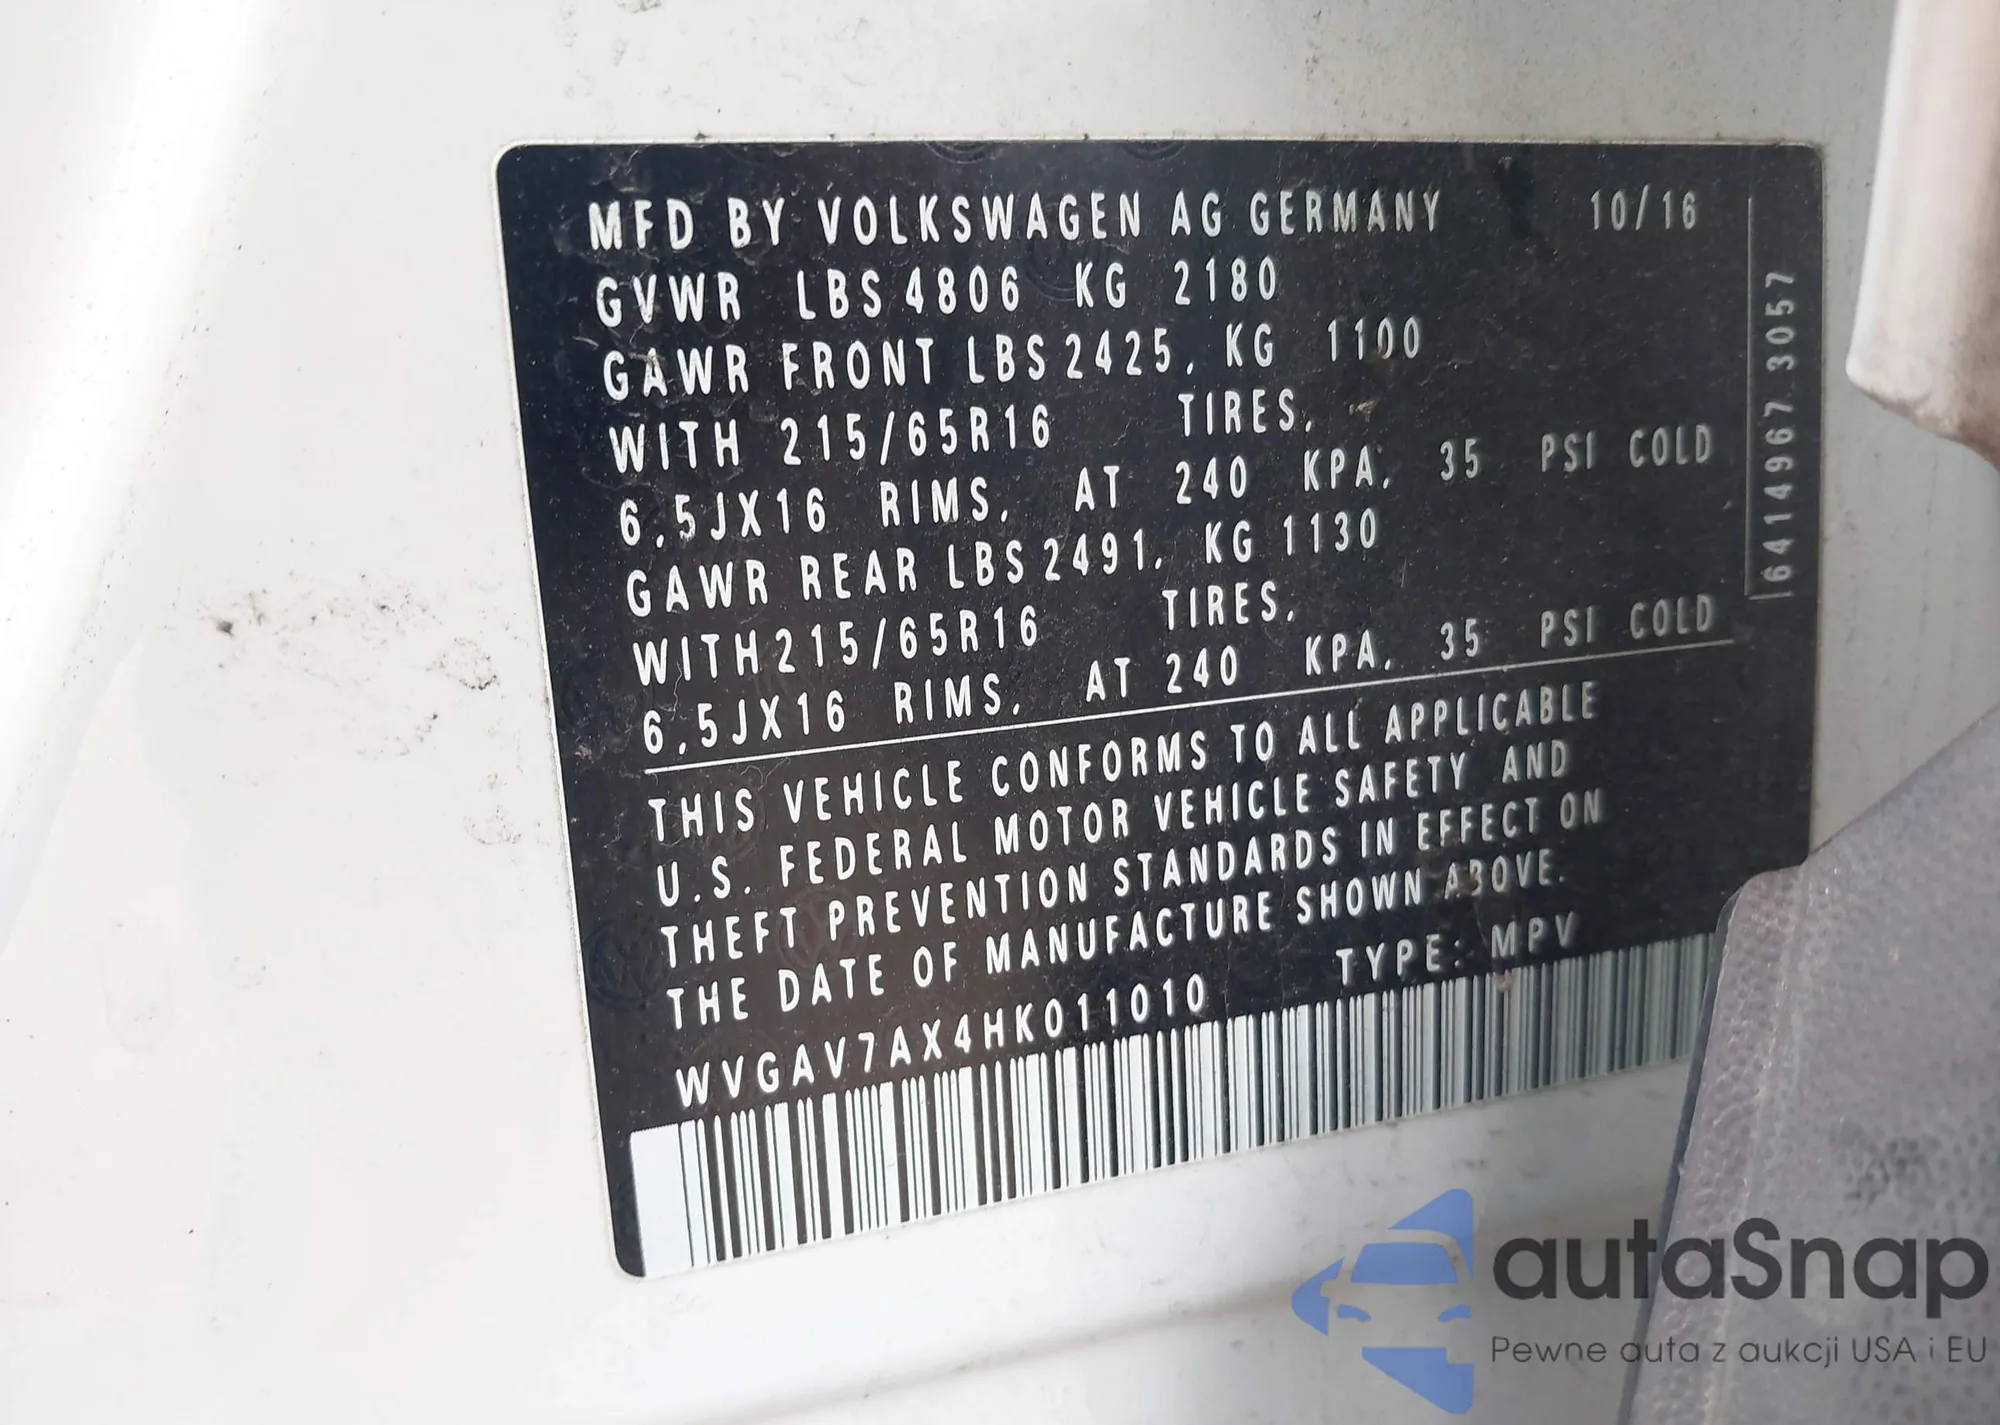 MFD BY VOLKSWAGEN AG GERMANY 10/16
GVWR LBS 4806 KG 2180
GAWR FRONT LBS 2425, KG 1100
WITH 215/65R16 TIRES,
6,5JX16 RIMS, AT 240 KPA, 35 PSI COLD
GAWR REAR LBS 2491, KG 1130
WITH 215/65R16 TIRES,
6,5JX16 RIMS, AT 240 KPA, 35 PSI COLD
THIS VEHICLE CONFORMS TO ALL APPLICABLE
U.S. FEDERAL MOTOR VEHICLE SAFETY AND
THEFT PREVENTION STANDARDS IN EFFECT ON
THE DATE OF MANUFACTURE SHOWN ABOVE.
WVGAV7AX4HK011010 TYPE: MPV
6414967 3057
autaSnap
Pewne auta z aukcji USA i EU